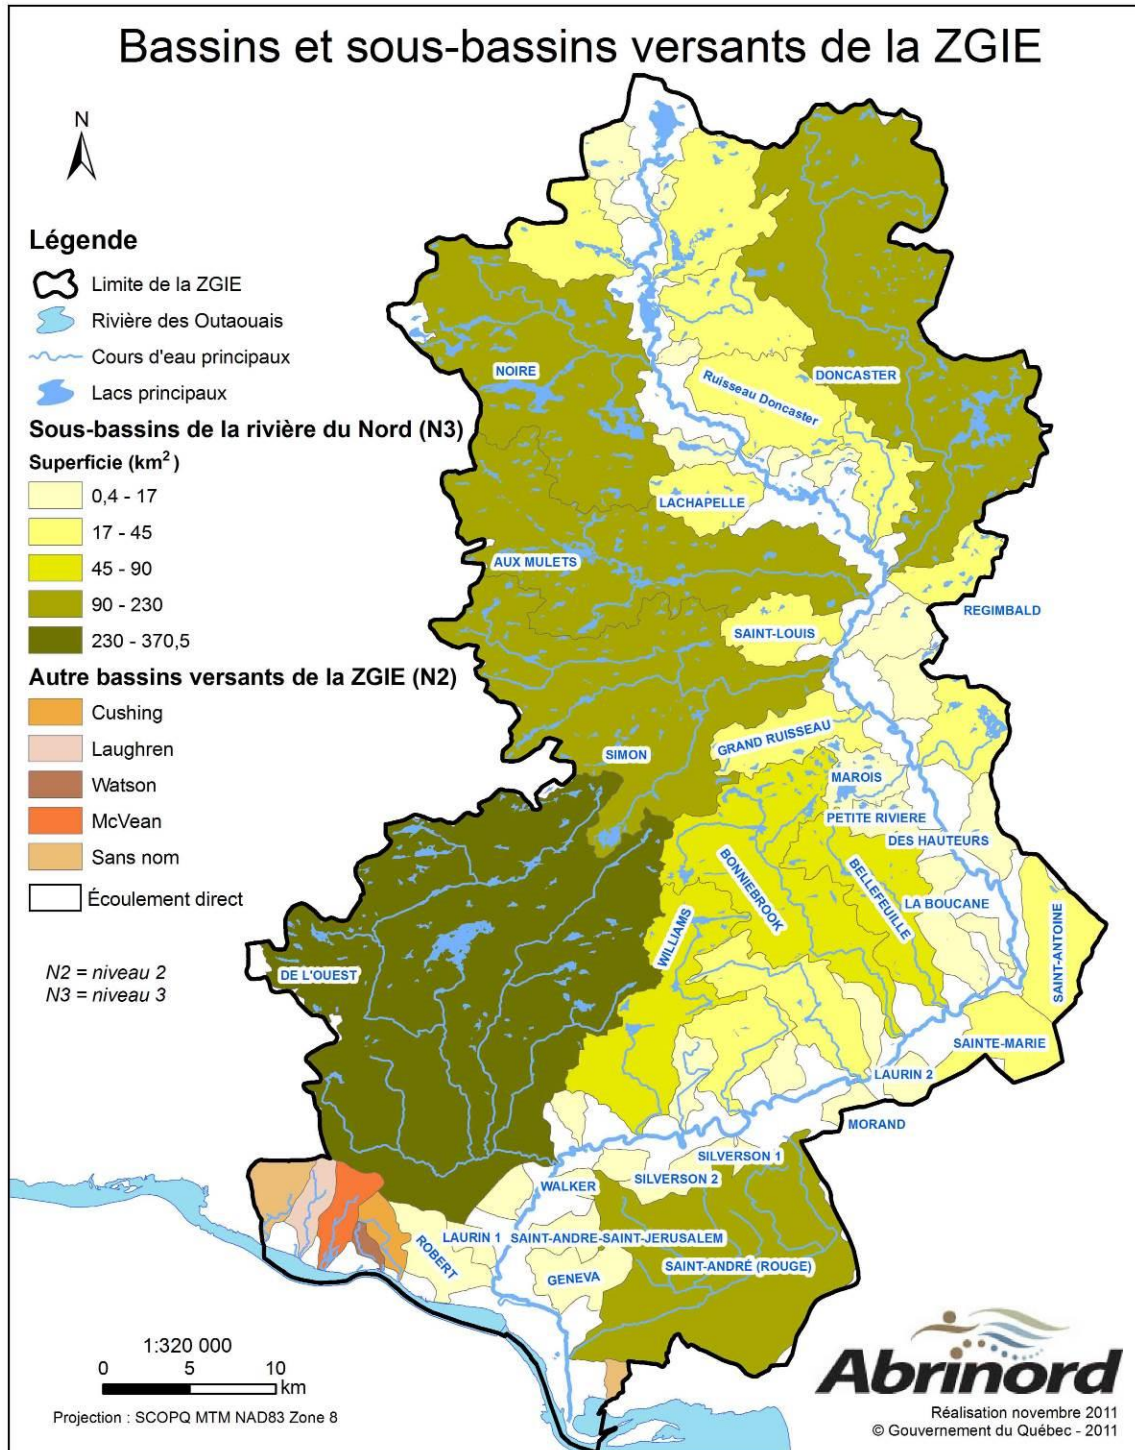 Bassins et sous-bassins versants de la ZGIE
N
Légende
Limite de la ZGIE
Rivière des Outaouais
Cours d'eau principaux
Lacs principaux
Sous-bassins de la rivière du Nord (N3)
Superficie (km²)
0,4 - 17
17 - 45
45 - 90
90 - 230
230 - 370,5
Autre bassins versants de la ZGIE (N2)
Cushing
Laughren
Watson
McVean
Sans nom
Écoulement direct
N2 = niveau 2
N3 = niveau 3
NOIRE
DONCASTER
Ruisseau Doncaster
LACHAPELLE
AUX MULETS
REGIMBALD
SAINT-LOUIS
GRAND RUISSEAU
SIMON
MAROIS
PETITE RIVIERE
DES HAUTEURS
BONNIEBROOK
BELLEFEUILLE
LA BOUCANE
SAINT-ANTOINE
WILLIAMS
DE L'OUEST
SAINTE-MARIE
LAURIN 2
MORAND
SILVERSON 1
SILVERSON 2
WALKER
LAURIN 1
SAINT-ANDRE-SAINT-JERUSALEM
ROBERT
SAINT-ANDRÉ (ROUGE)
GENEVA
1:320 000
0 5 10
km
Projection : SCOPQ MTM NAD83 Zone 8
Abrinord
Réalisation novembre 2011
© Gouvernement du Québec - 2011